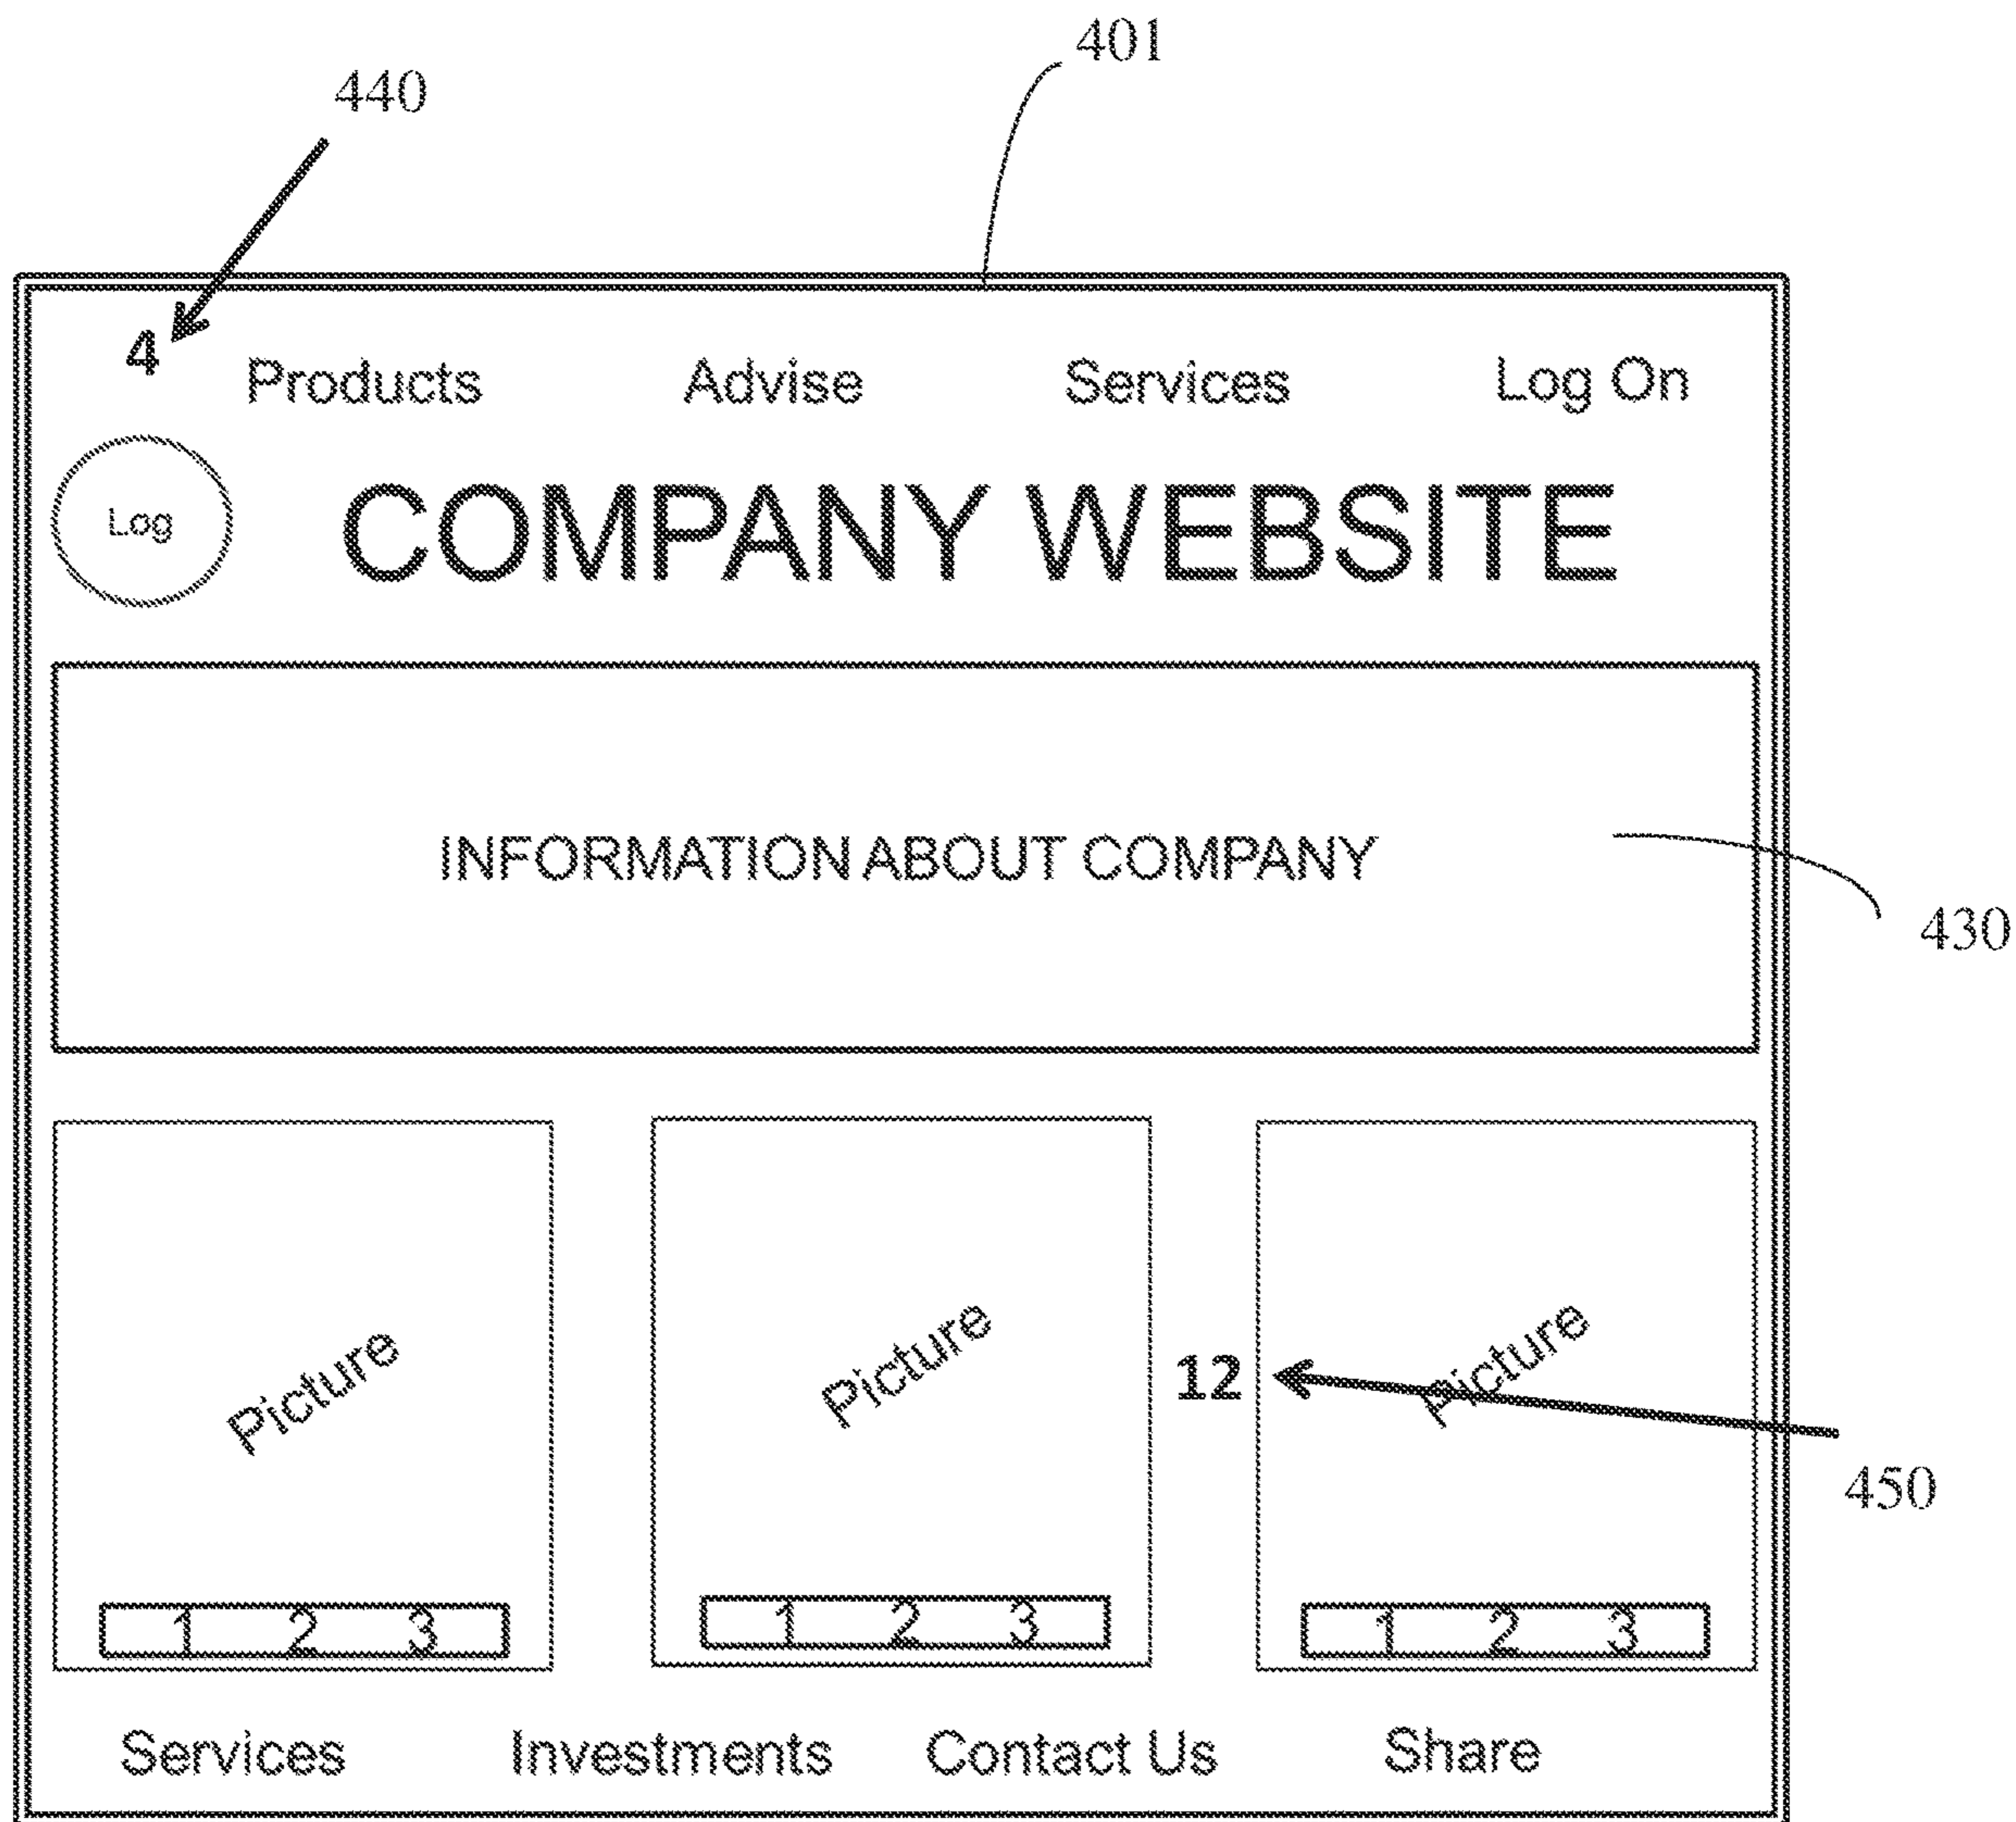 401
440
4
Products Advise Services Log On
Log COMPANY WEBSITE
INFORMATION ABOUT COMPANY
430
Picture Picture 12 Picture
450
1 2 3 1 2 3 1 2 3
Services Investments Contact Us Share